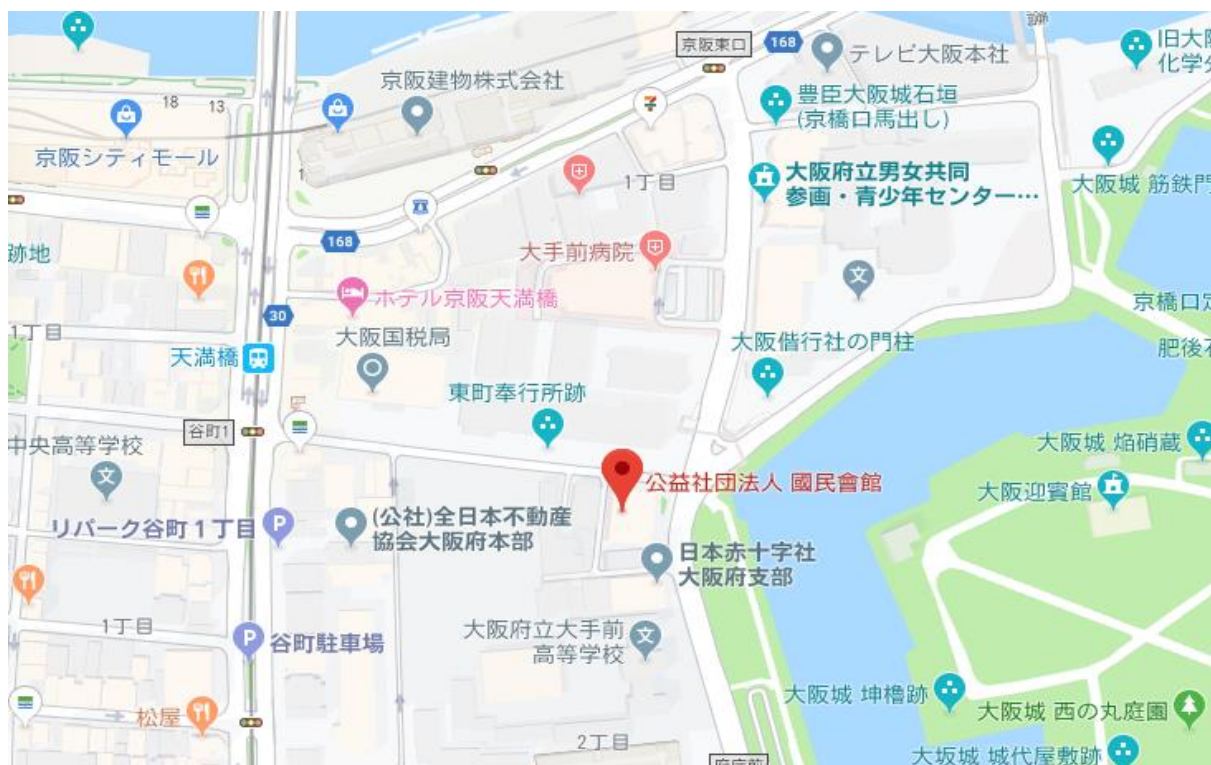 京阪東口
168
テレビ大阪本社
旧大阪
化学分
京阪建物株式会社
18
13
豊臣大阪城石垣
(京橋口馬出し)
京阪シティモール
1
1丁目
大阪府立男女共同
参画・青少年センター…
大阪城 筋鉄門
168
大手前病院
跡地
ホテル京阪天満橋
京橋口定
30
1丁目
大阪国税局
大阪偕行社の門柱
肥後石
天満橋
東町奉行所跡
谷町1
中央高等学校
大阪城 焔硝蔵
公益社団法人 國民會館
大阪迎賓館
リパーク谷町1丁目
(公社)全日本不動産
協会大阪府本部
日本赤十字社
大阪府支部
1丁目
谷町駐車場
大阪府立大手前
高等学校
大阪城 坤櫓跡
松屋
大阪城 西の丸庭園
2丁目
大坂城 城代屋敷跡